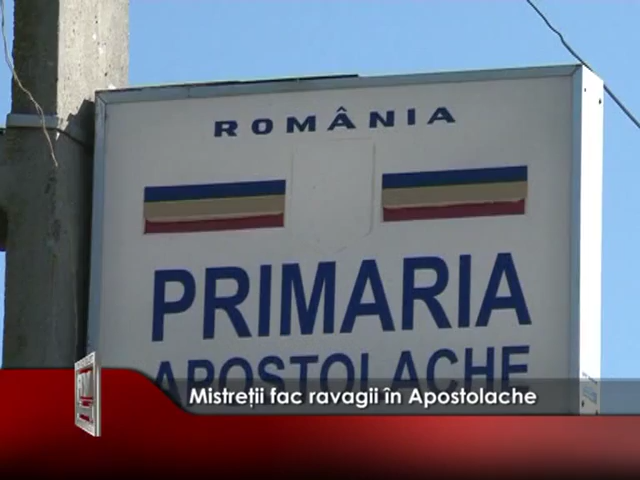 ROMÂNIA
PRIMARIA
APOSTOLACHE
Mistreții fac ravagii în Apostolache